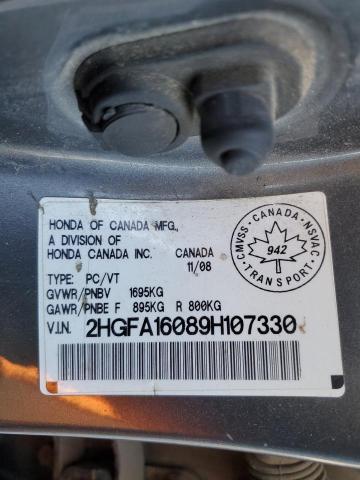 HONDA OF CANADA MFG.,
A DIVISION OF
HONDA CANADA INC. CANADA
11/08
TYPE: PC/VT
GVWR/PNBV 1695KG
GAWR/PNBE F 895KG R 800KG
V.I.N. 2HGFA16089H107330
CMVSS · CANADA · NSVAC
942
TRANSPORT